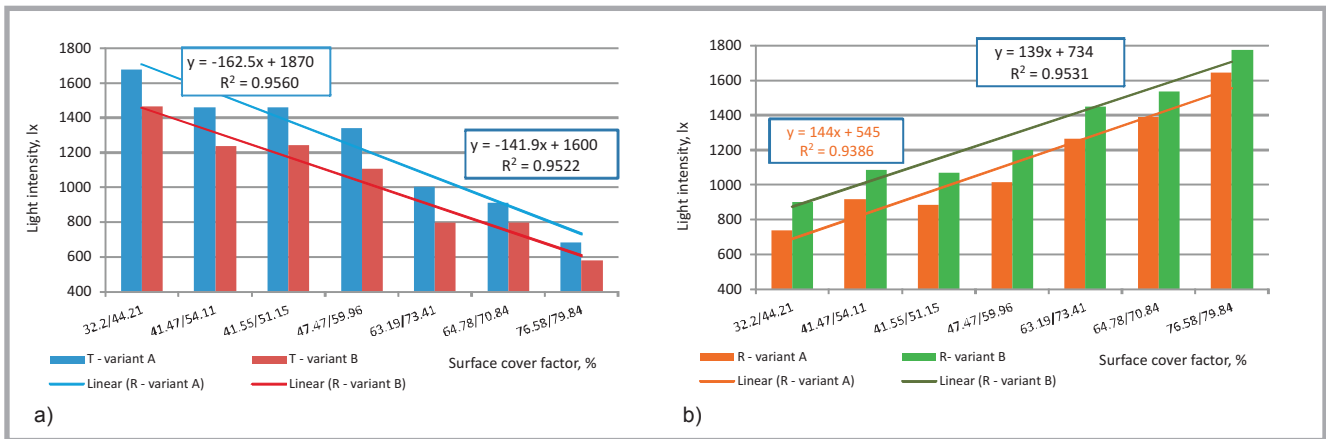 1800
1600
1400
1200
1000
800
600
400
Light intensity, lx
y = -162.5x + 1870
R² = 0.9560
y = -141.9x + 1600
R² = 0.9522
32.2/44.21
41.47/54.11
41.55/51.15
47.47/59.96
63.19/73.41
64.78/70.84
76.58/79.84
T - variant A
T - variant B
Surface cover factor, %
Linear (R - variant A)
Linear (R - variant B)
a)
1800
1600
1400
1200
1000
800
600
400
Light intensity, lx
y = 139x + 734
R² = 0.9531
y = 144x + 545
R² = 0.9386
32.2/44.21
41.47/54.11
41.55/51.15
47.47/59.96
63.19/73.41
64.78/70.84
76.58/79.84
R - variant A
R- variant B
Surface cover factor, %
Linear (R - variant A)
Linear (R - variant B)
b)